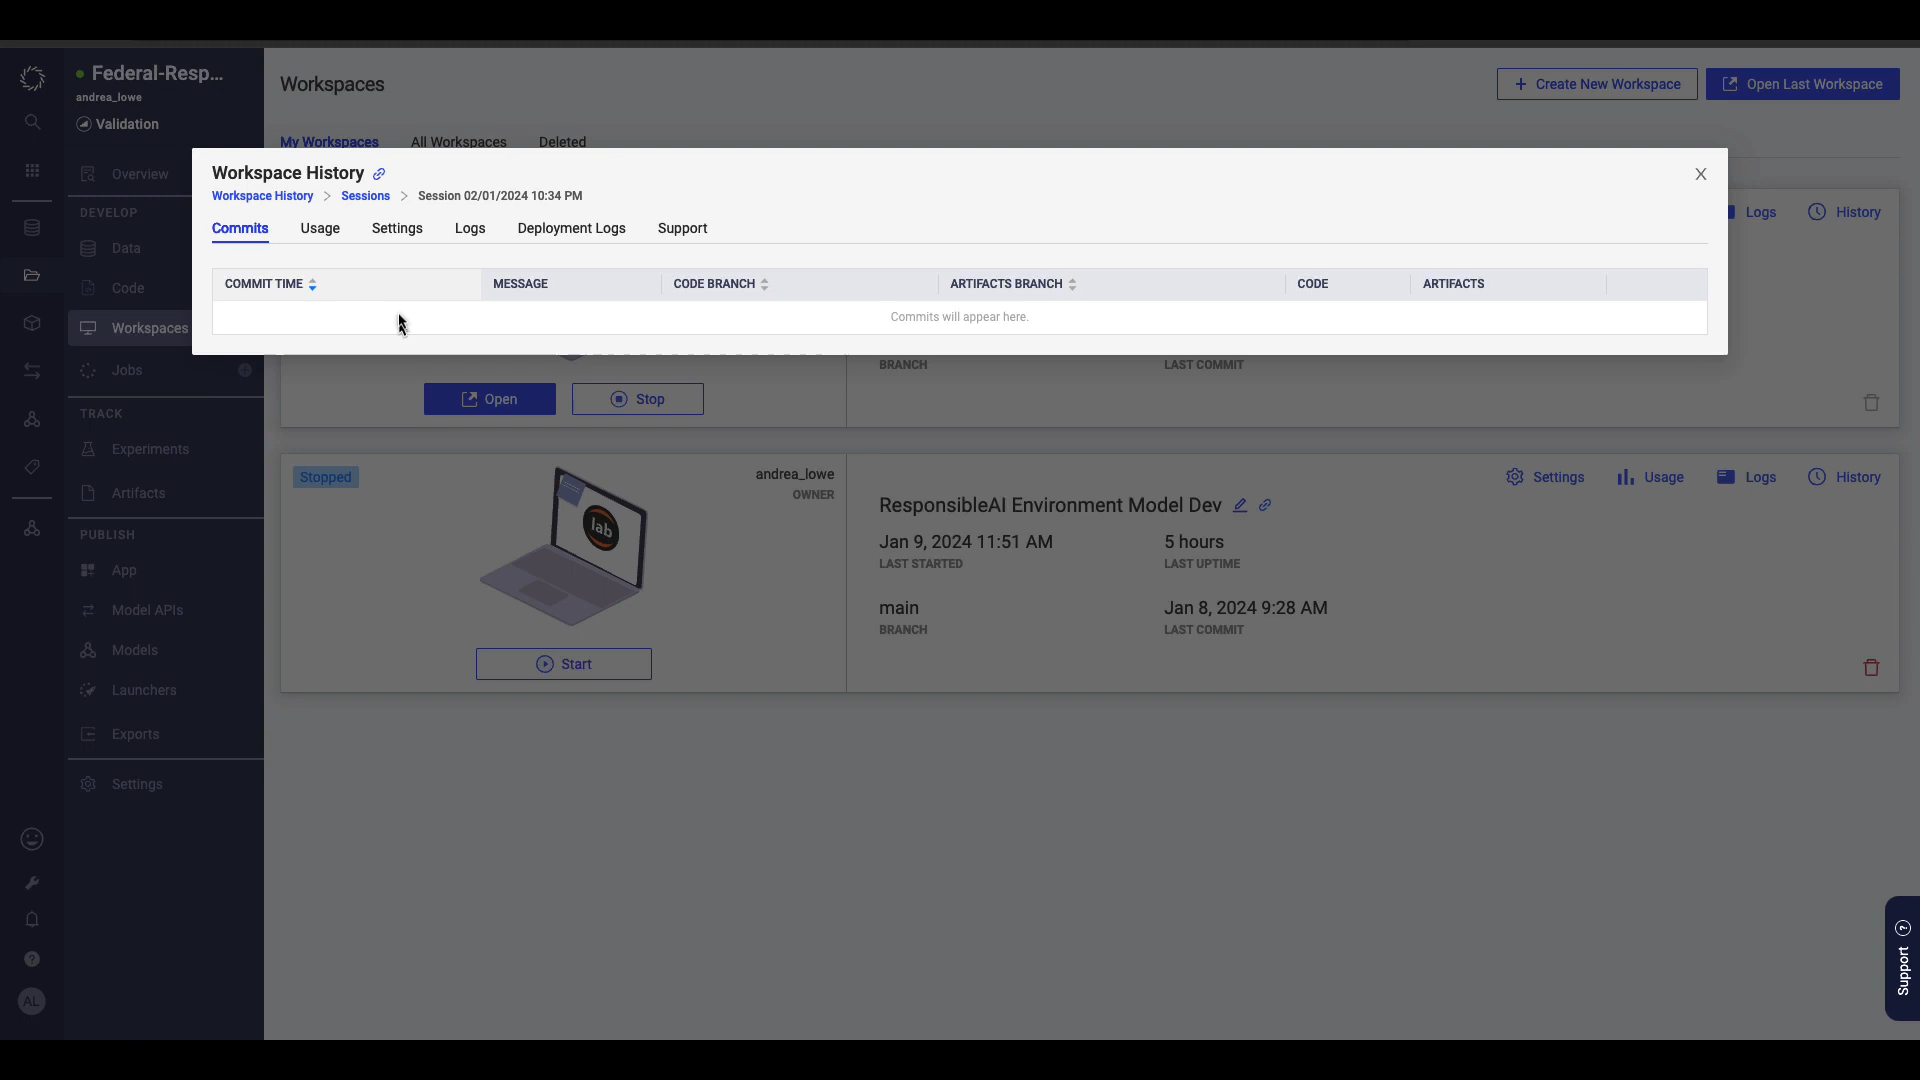 Federal-Resp...
andrea_lowe
Validation
Overview
DEVELOP
Data
Code
Workspaces
Jobs
TRACK
Experiments
Artifacts
PUBLISH
App
Model APIs
Models
Launchers
Exports
Settings
AL
Workspaces
+ Create New Workspace
Open Last Workspace
My Workspaces All Workspaces Deleted
Workspace History
X
Workspace History > Sessions > Session 02/01/2024 10:34 PM
Commits Usage Settings Logs Deployment Logs Support
COMMIT TIME MESSAGE CODE BRANCH ARTIFACTS BRANCH CODE ARTIFACTS
Commits will appear here.
Logs History
BRANCH LAST COMMIT
Open Stop
Stopped
andrea_lowe
OWNER
lab
Start
Settings Usage Logs History
ResponsibleAI Environment Model Dev
Jan 9, 2024 11:51 AM 5 hours
LAST STARTED LAST UPTIME
main Jan 8, 2024 9:28 AM
BRANCH LAST COMMIT
Support ?